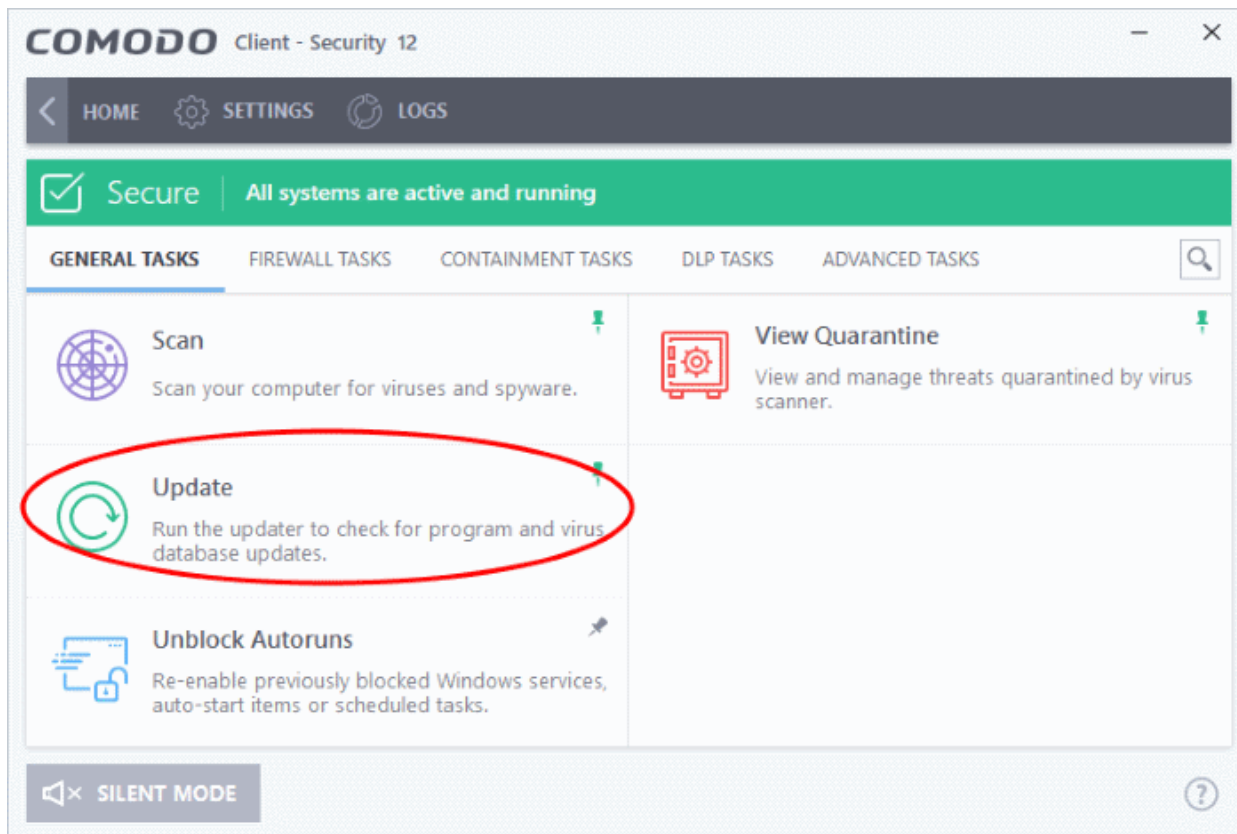 COMODO Client - Security 12
HOME SETTINGS LOGS
Secure All systems are active and running
GENERAL TASKS FIREWALL TASKS CONTAINMENT TASKS DLP TASKS ADVANCED TASKS
Scan
Scan your computer for viruses and spyware.
View Quarantine
View and manage threats quarantined by virus
scanner.
Update
Run the updater to check for program and virus
database updates.
Unblock Autoruns
Re-enable previously blocked Windows services,
auto-start items or scheduled tasks.
SILENT MODE
?